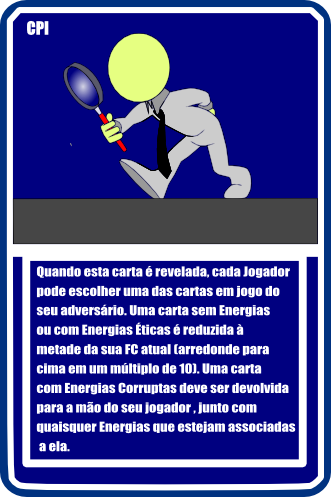 CPI
Quando esta carta é revelada, cada Jogador
pode escolher uma das cartas em jogo do
seu adversário. Uma carta sem Energias
ou com Energias Éticas é reduzida à
metade da sua FC atual (arredonde para
cima em um múltiplo de 10). Uma carta
com Energias Corruptas deve ser devolvida
para a mão do seu jogador , junto com
quaisquer Energias que estejam associadas
a ela.